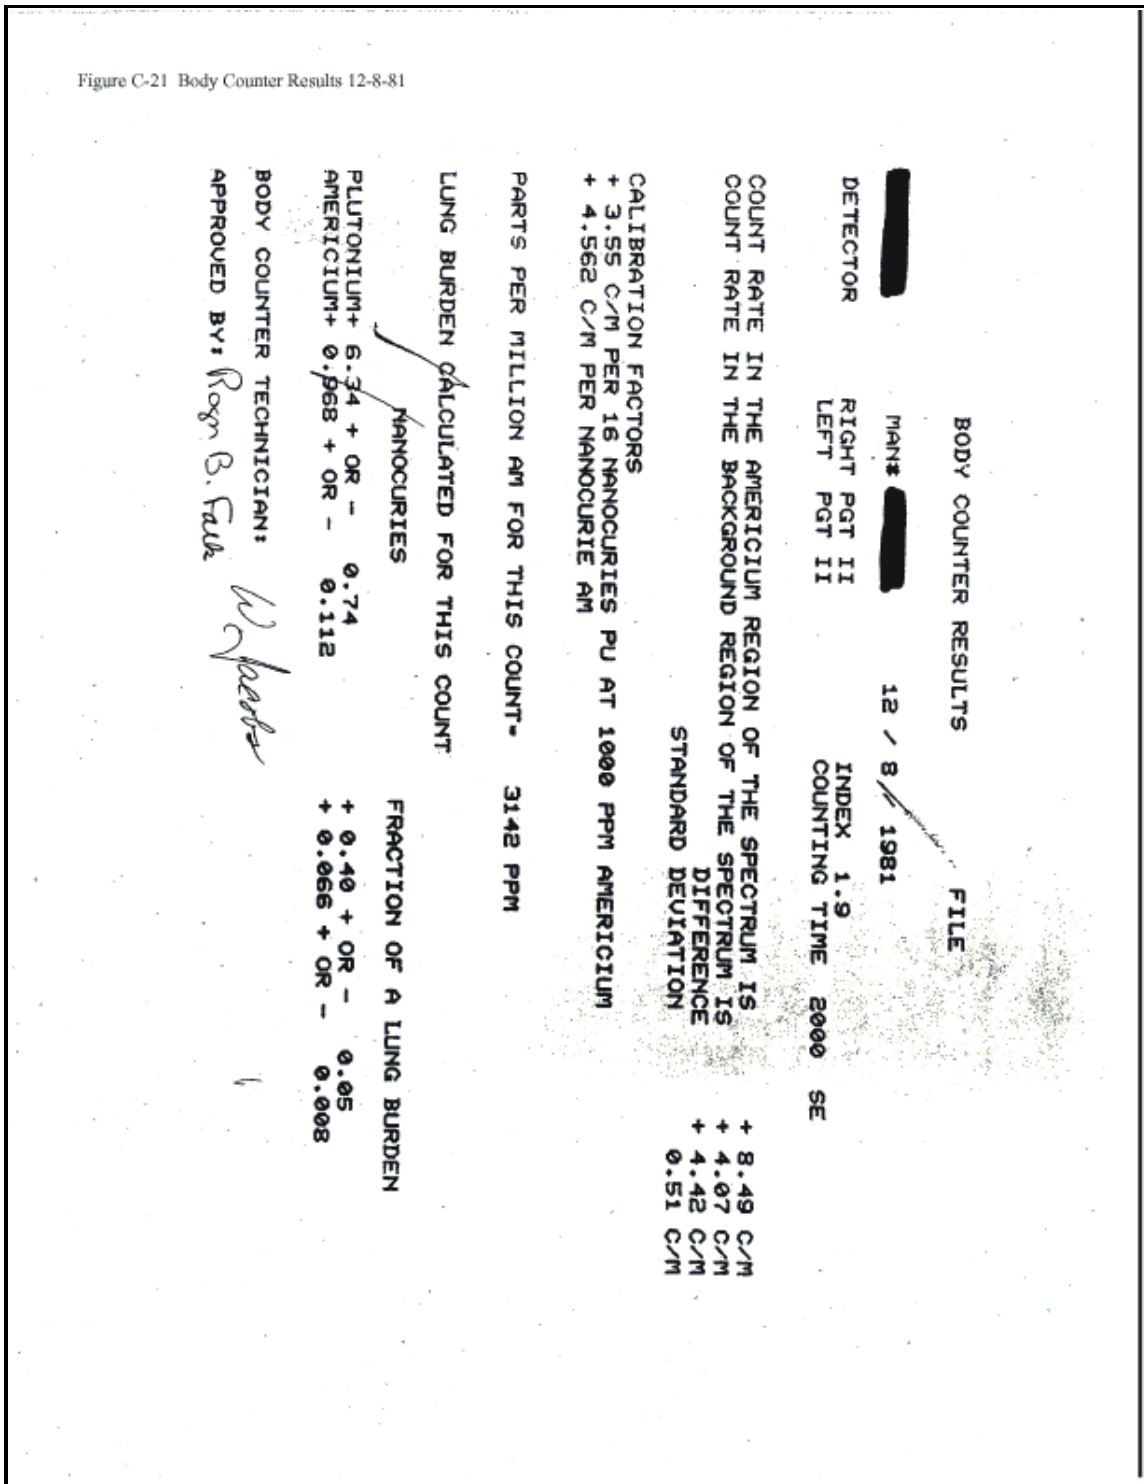 Figure C-21 Body Counter Results 12-8-81
BODY COUNTER RESULTS FILE
MAN# 12 / 8 / 1981
DETECTOR RIGHT PGT II INDEX 1.9
LEFT PGT II COUNTING TIME 2000 SE
COUNT RATE IN THE AMERICIUM REGION OF THE SPECTRUM IS + 8.49 C/M
COUNT RATE IN THE BACKGROUND REGION OF THE SPECTRUM IS + 4.07 C/M
DIFFERENCE + 4.42 C/M
STANDARD DEVIATION 0.51 C/M
CALIBRATION FACTORS
+ 3.55 C/M PER 16 NANOCURIES PU AT 1000 PPM AMERICIUM
+ 4.562 C/M PER NANOCURIE AM
PARTS PER MILLION AM FOR THIS COUNT= 3142 PPM
LUNG BURDEN CALCULATED FOR THIS COUNT
NANOCURIES FRACTION OF A LUNG BURDEN
PLUTONIUM+ 6.34 + OR - 0.74 + 0.40 + OR - 0.05
AMERICIUM+ 0.968 + OR - 0.112 + 0.066 + OR - 0.008
BODY COUNTER TECHNICIAN: W Jacobs
APPROVED BY: Roger B. Falk